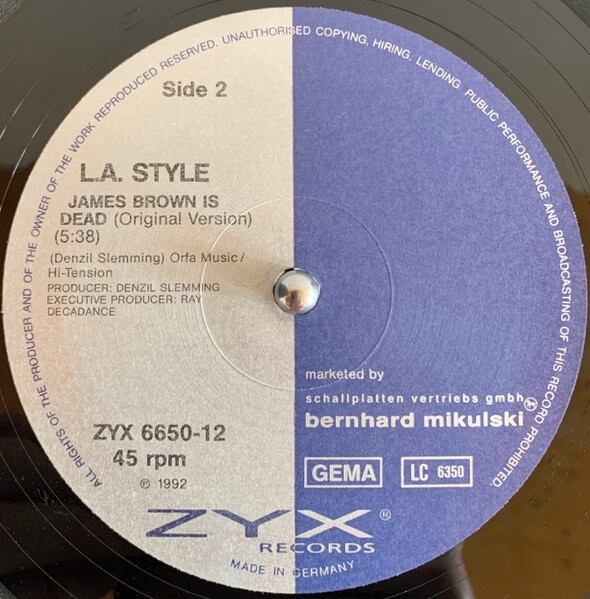 ALL RIGHTS OF THE PRODUCER AND OF THE OWNER OF THE WORK REPRODUCED RESERVED. UNAUTHORISED COPYING, HIRING, LENDING, PUBLIC PERFORMANCE AND BROADCASTING OF THIS RECORD PROHIBITED.
Side 2
L.A. STYLE
JAMES BROWN IS
DEAD (Original Version)
(5:38)
(Denzil Slemming) Orfa Music/
Hi-Tension
PRODUCER: DENZIL SLEMMING
EXECUTIVE PRODUCER: RAY
DECADANCE
marketed by
schallplatten vertriebs gmbh
bernhard mikulski
ZYX 6650-12
45 rpm
℗ 1992
GEMA
LC 6350
ZYX®
RECORDS
MADE IN GERMANY